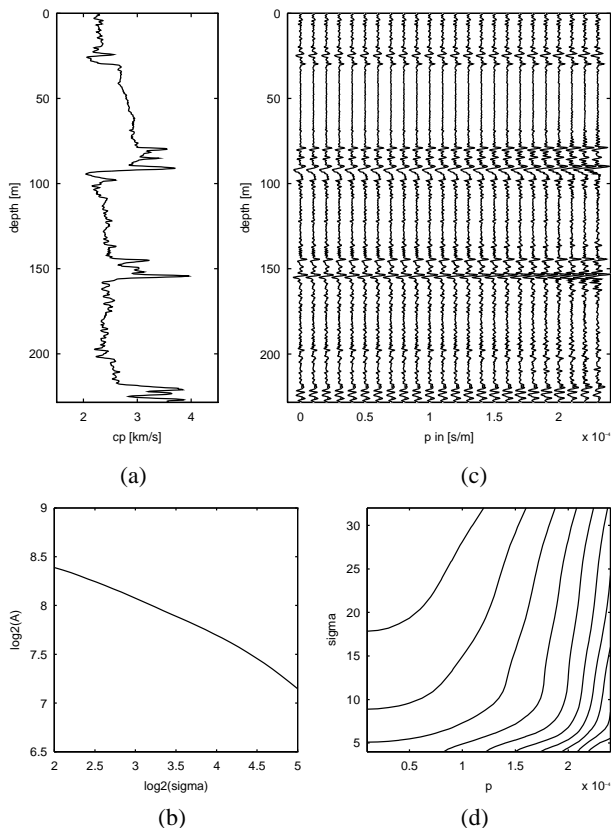 0
50
100
150
200
depth [m]
2
3
4
cp [km/s]
(a)
0
50
100
150
200
depth [m]
0
0.5
1
1.5
2
x 10⁻⁴
p in [s/m]
(c)
9
8.5
8
7.5
7
6.5
log2(A)
2
2.5
3
3.5
4
4.5
5
log2(sigma)
(b)
30
25
20
15
10
5
sigma
0.5
1
1.5
2
x 10⁻⁴
p
(d)